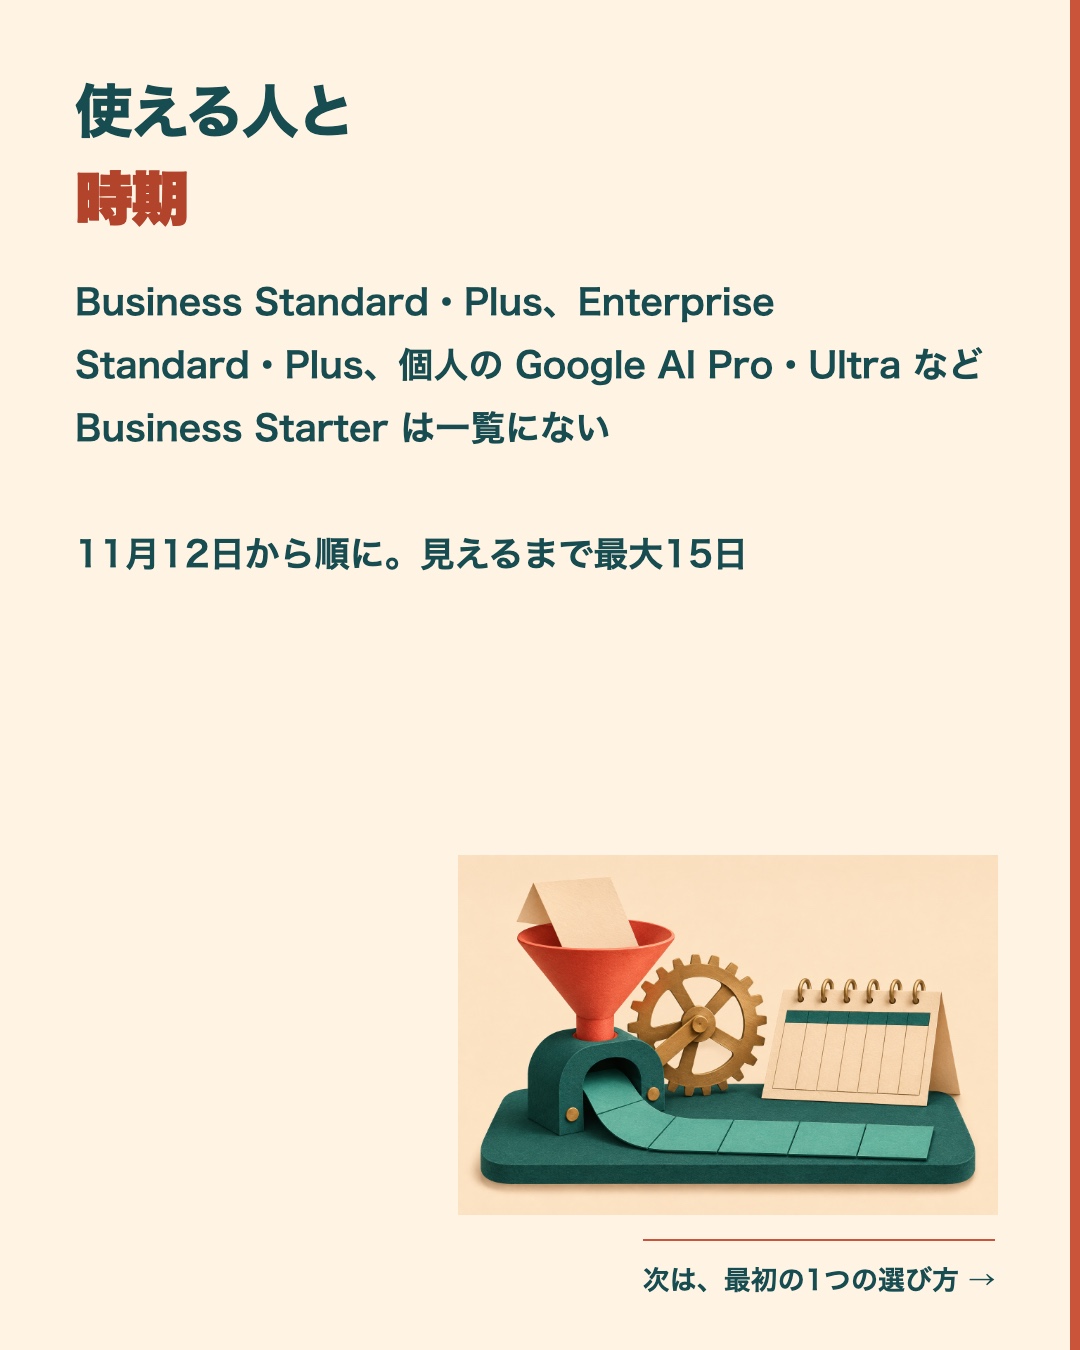 使える人と
時期
Business Standard・Plus、Enterprise
Standard・Plus、個人の Google AI Pro・Ultra など
Business Starter は一覧にない
11月12日から順に。見えるまで最大15日
次は、最初の1つの選び方 →